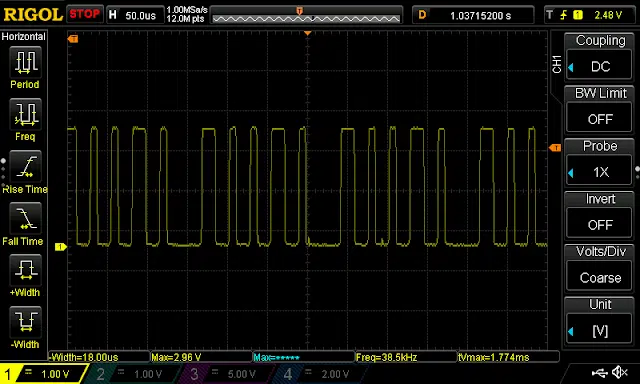 RIGOL STOP H 50.0us 1.00MSa/s 12.0M pts D 1.03715200 s T 1 2.48 V
Horizontal
Period
Freq
Rise Time
Fall Time
+Width
-Width
T
T
T
1
CH1
Coupling
DC
BW Limit
OFF
Probe
1X
Invert
OFF
Volts/Div
Coarse
Unit
[V]
-Width=18.00us Max=2.96 V Max=***** Freq=38.5kHz tVmax=1.774ms
1 1.00 V 2 1.00 V 3 5.00 V 4 2.00 V